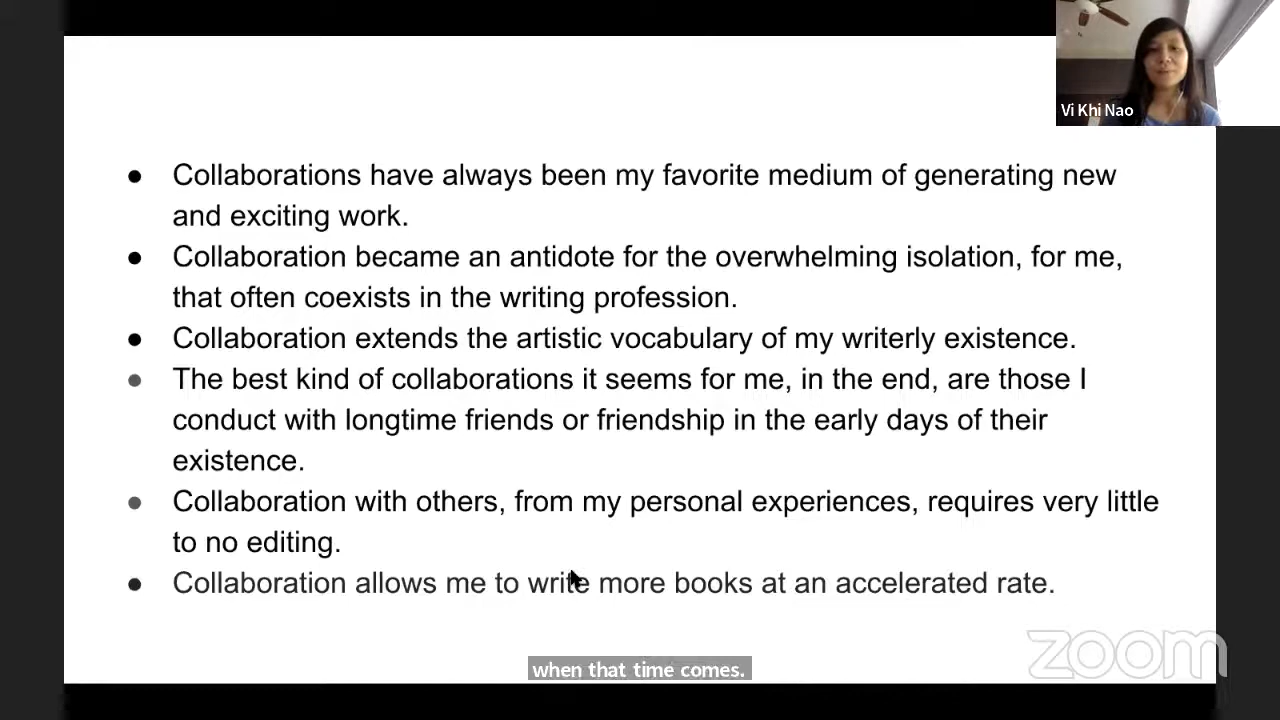 Vi Khi Nao
● Collaborations have always been my favorite medium of generating new
and exciting work.
● Collaboration became an antidote for the overwhelming isolation, for me,
that often coexists in the writing profession.
● Collaboration extends the artistic vocabulary of my writerly existence.
● The best kind of collaborations it seems for me, in the end, are those I
conduct with longtime friends or friendship in the early days of their
existence.
● Collaboration with others, from my personal experiences, requires very little
to no editing.
● Collaboration allows me to write more books at an accelerated rate.
zoom
when that time comes.